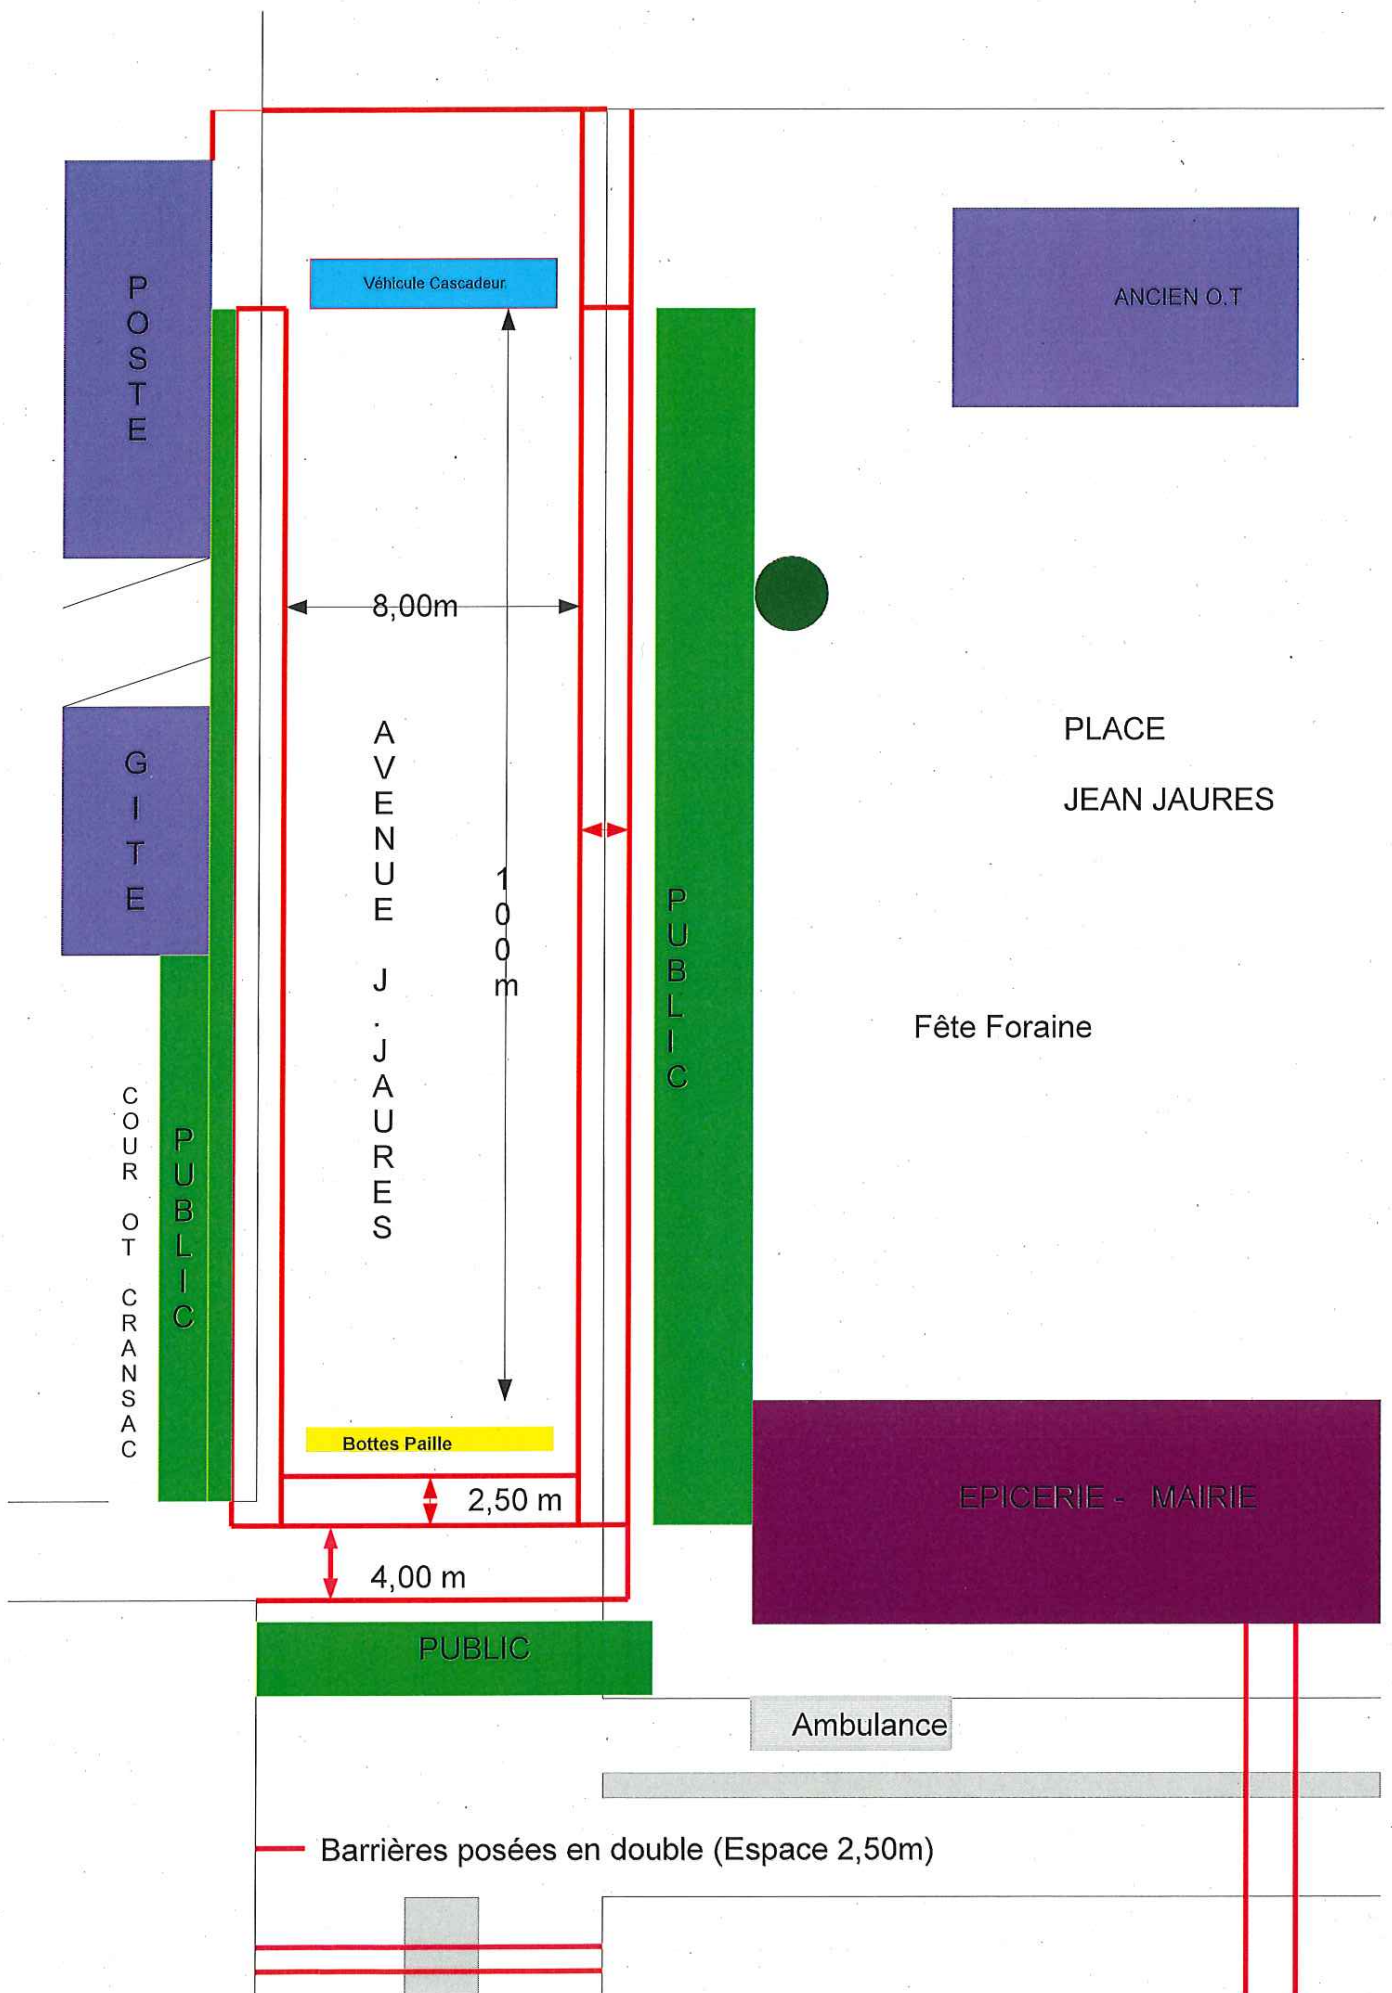 Véhicule Cascadeur
ANCIEN O.T
POSTE
8,00m
PLACE
JEAN JAURES
GITE
AVENUE J.JAURES
100m
PUBLIC
Fête Foraine
COUR OT CRANSAC
PUBLIC
Bottes Paille
2,50 m
EPICERIE - MAIRIE
4,00 m
PUBLIC
Ambulance
Barrières posées en double (Espace 2,50m)